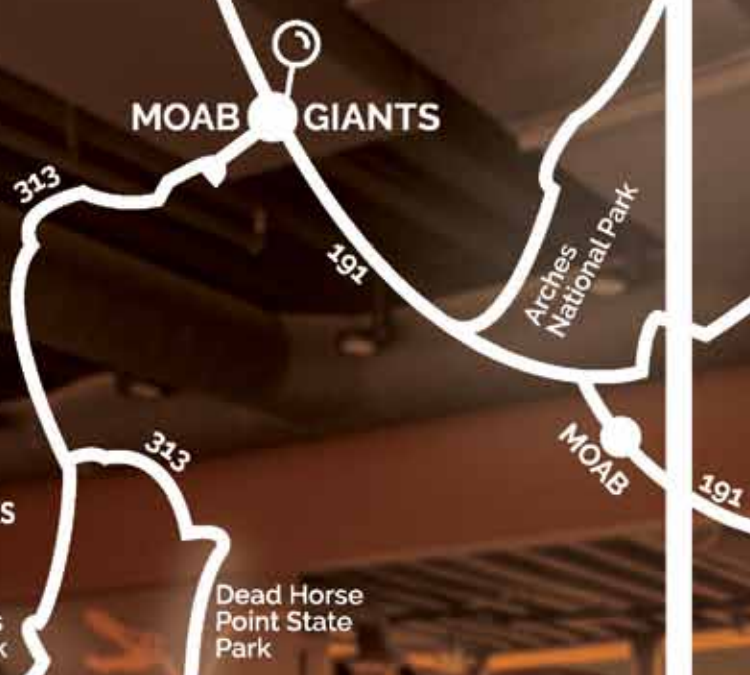 MOAB GIANTS
313
191
Arches
National Park
313
MOAB
191
S
Dead Horse
Point State
Park
s
k